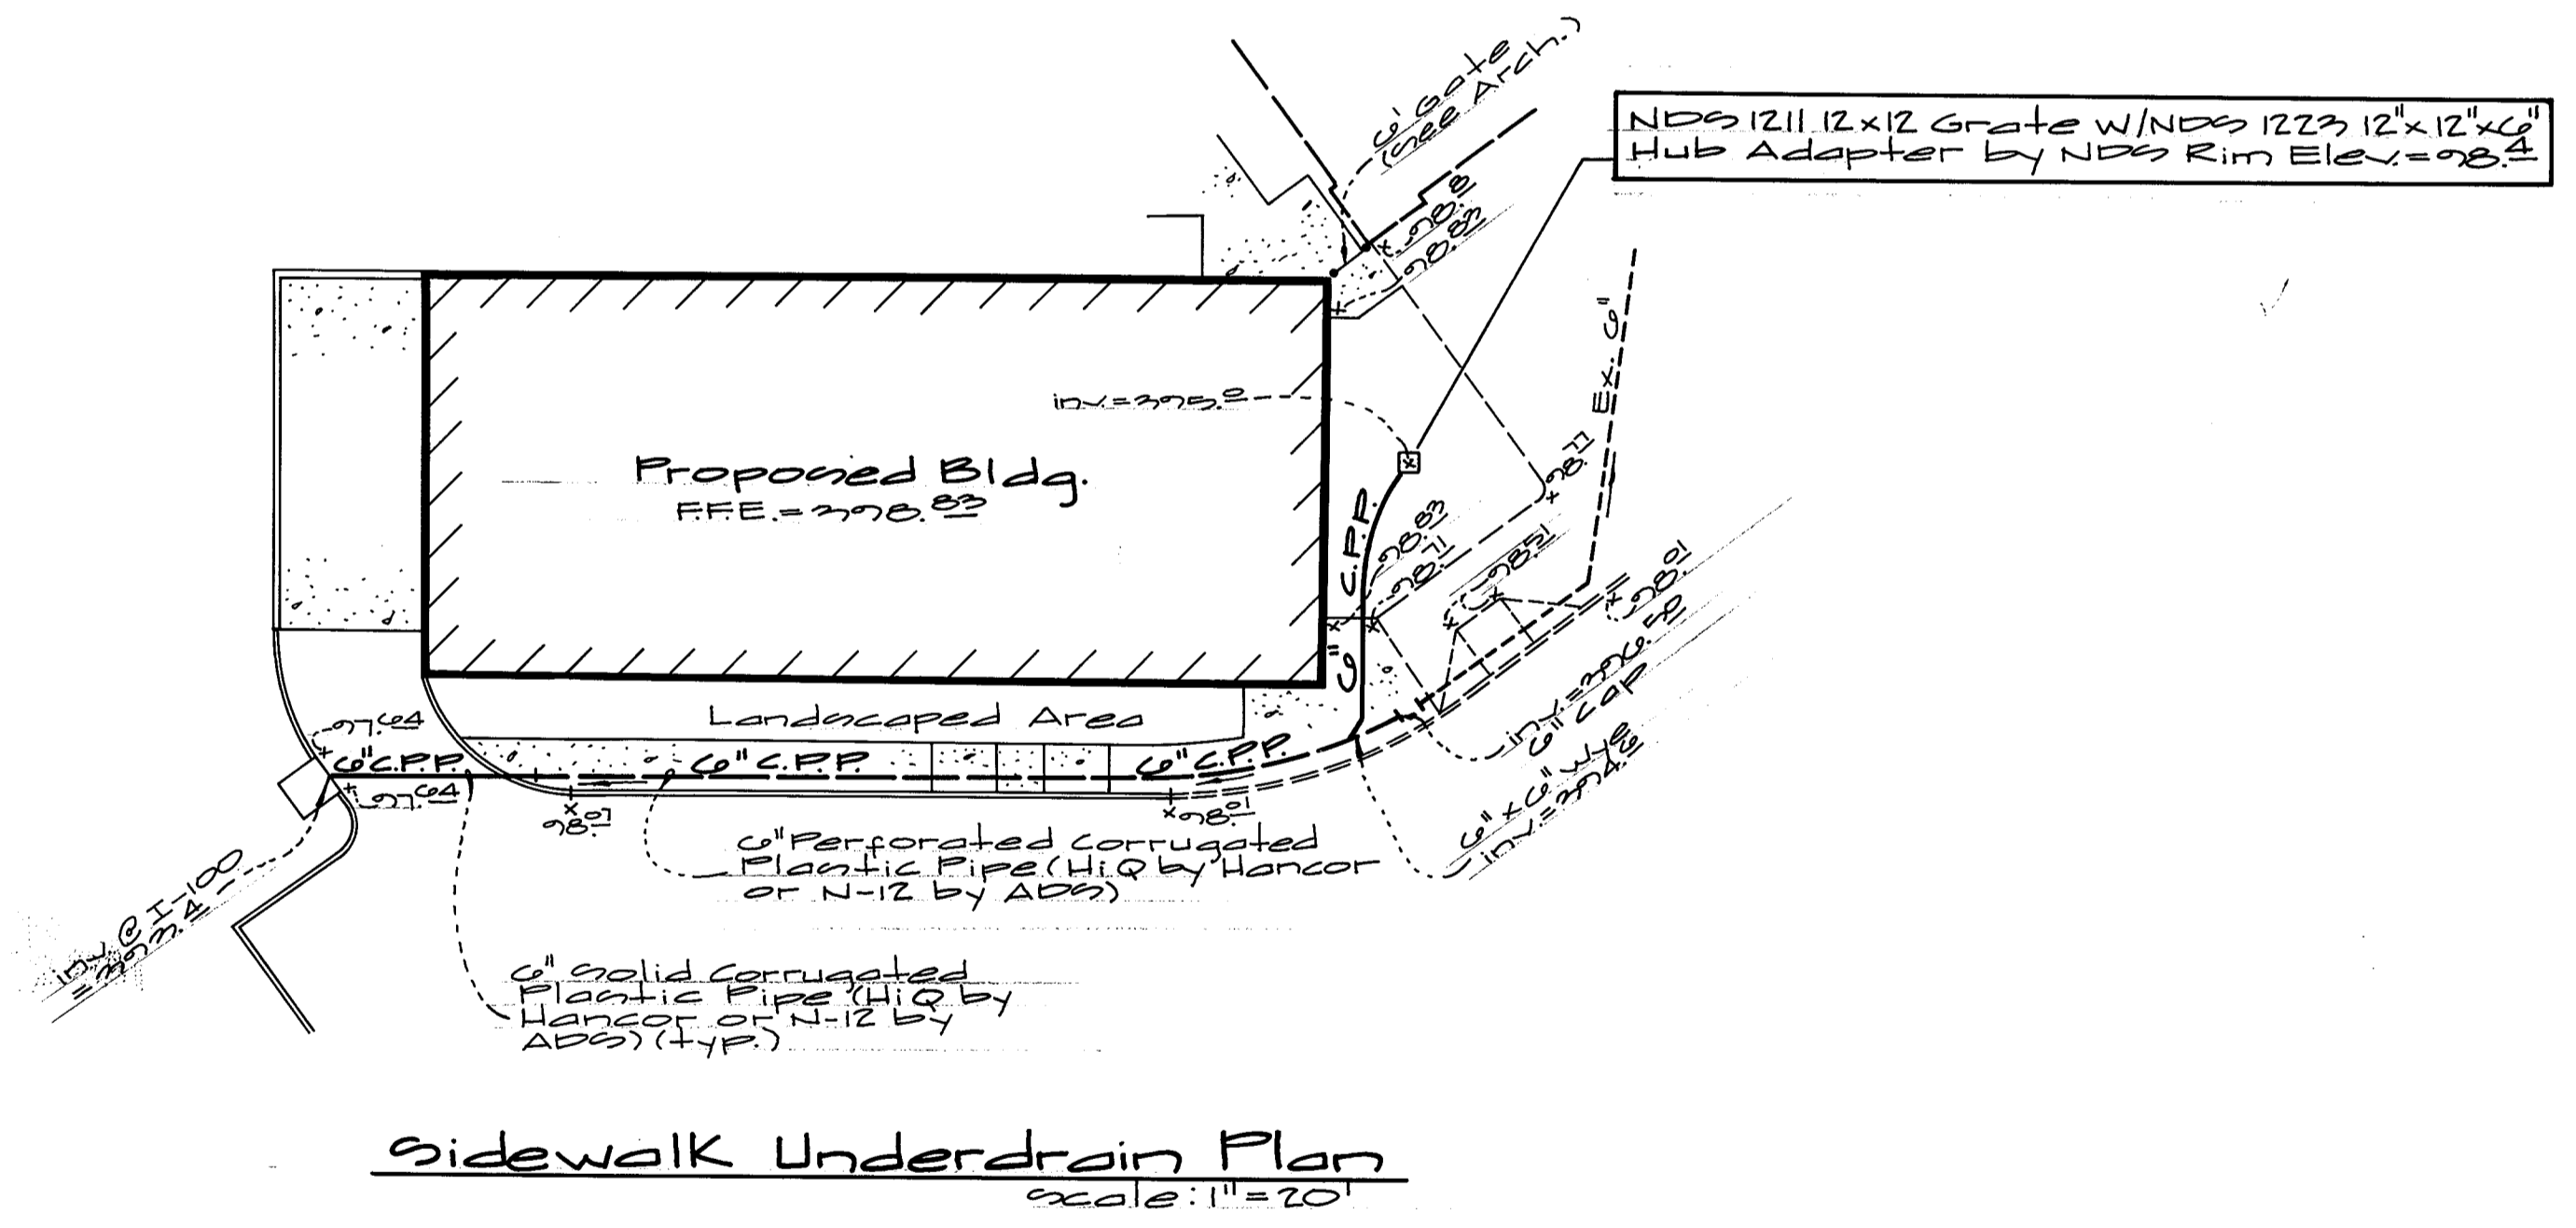 6' Gate
(See Arch.)
NDS 1211 12x12 Grate W/NDS 1223 12"x12"x6"
Hub Adapter by NDS Rim Elev.=98.4
98.8
98.83
Ex. 6"
inv.=395.0
Proposed Bldg.
F.F.E.=398.83
98.77
6" C.P.P.
98.83
98.71
98.51
98.01
inv.=396.50
6" Cap
6"x6" Wye
inv.=394.6
Landscaped Area
97.64
6" C.P.P.
6" C.P.P.
6" C.P.P.
97.64
98.07
98.01
6" Perforated Corrugated
Plastic Pipe (HiQ by Hancor
or N-12 by ADS)
inv. @ I-100
=393.4
6" Solid Corrugated
Plastic Pipe (HiQ by
Hancor or N-12 by
ADS) (typ.)
Sidewalk Underdrain Plan
Scale: 1"=20'